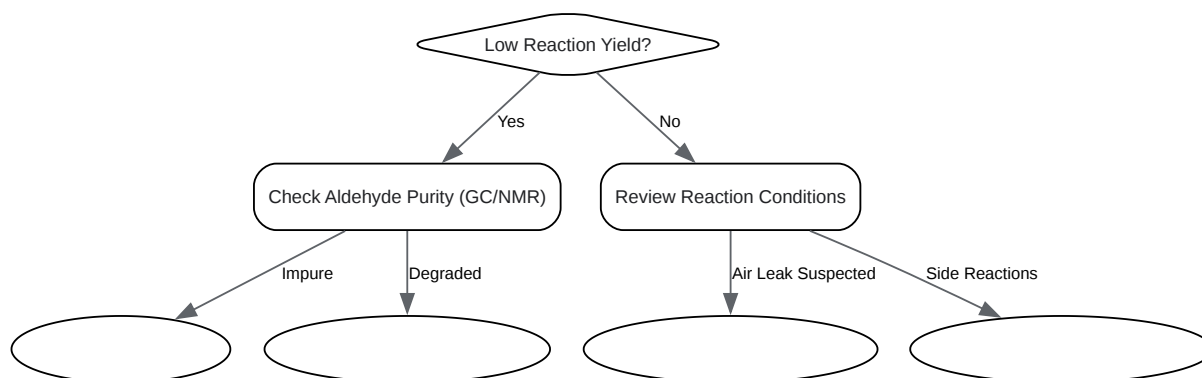 Low Reaction Yield?
Yes
No
Check Aldehyde Purity (GC/NMR)
Review Reaction Conditions
Impure
Degraded
Air Leak Suspected
Side Reactions